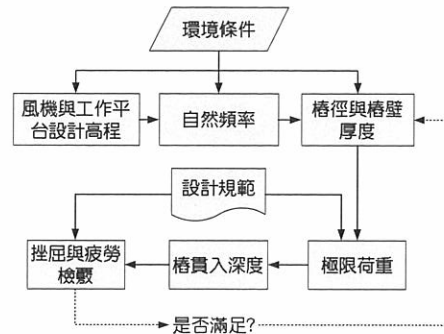 環境條件
風機與工作平
台設計高程
自然頻率
樁徑與樁壁
厚度
設計規範
挫屈與疲勞
檢覈
樁貫入深度
極限荷重
是否滿足?